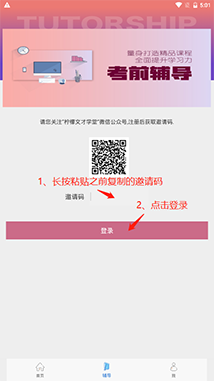 5:01
TUTORSHIP
量身打造精品课程
全面提升学习力
考前辅导
请您关注"柠檬文才学堂"微信公众号,注册后获取邀请码.
1、长按粘贴之前复制的邀请码
邀请码
2、点击登录
登录
首页 辅导 我